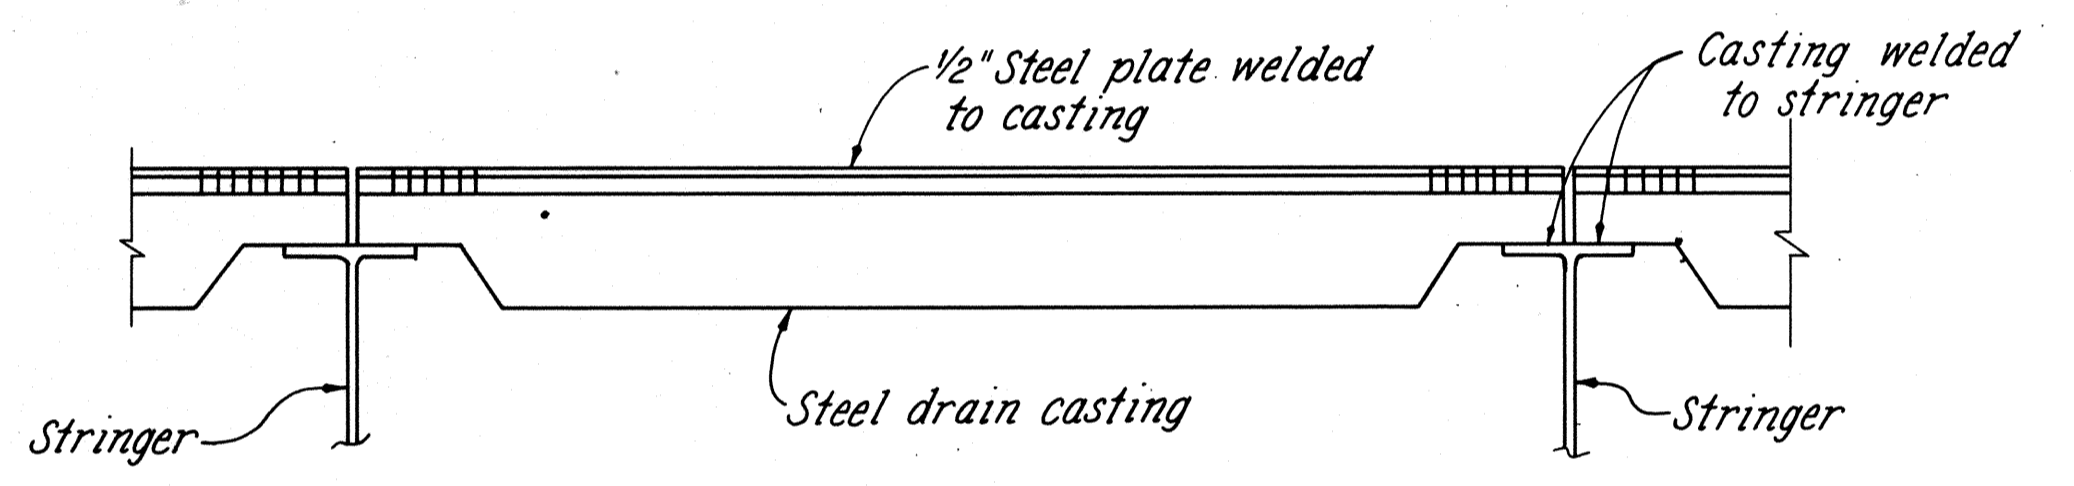 1/2" Steel plate welded
to casting
Casting welded
to stringer
Stringer
Steel drain casting
Stringer